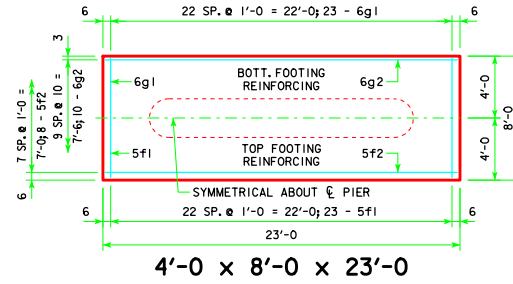 6 22 SP. @ 1'-0 = 22'-0; 23 - 6g1 6
3
9 SP. @ 10 =
7'-6; 10 - 6g2
7 SP. @ 1'-0 =
7'-0; 8 - 5f2
6
BOTT. FOOTING
REINFORCING
6g1
6g2
4'-0
8'-0
4'-0
TOP FOOTING
REINFORCING
5f1
5f2
SYMMETRICAL ABOUT ℄ PIER
6 22 SP. @ 1'-0 = 22'-0; 23 - 5f1 6
23'-0
4'-0 x 8'-0 x 23'-0